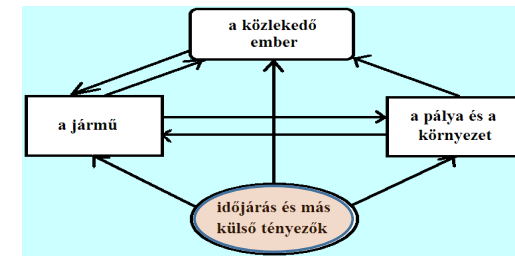 a közlekedő
ember
a jármű
a pálya és a
környezet
időjárás és más
külső tényezők